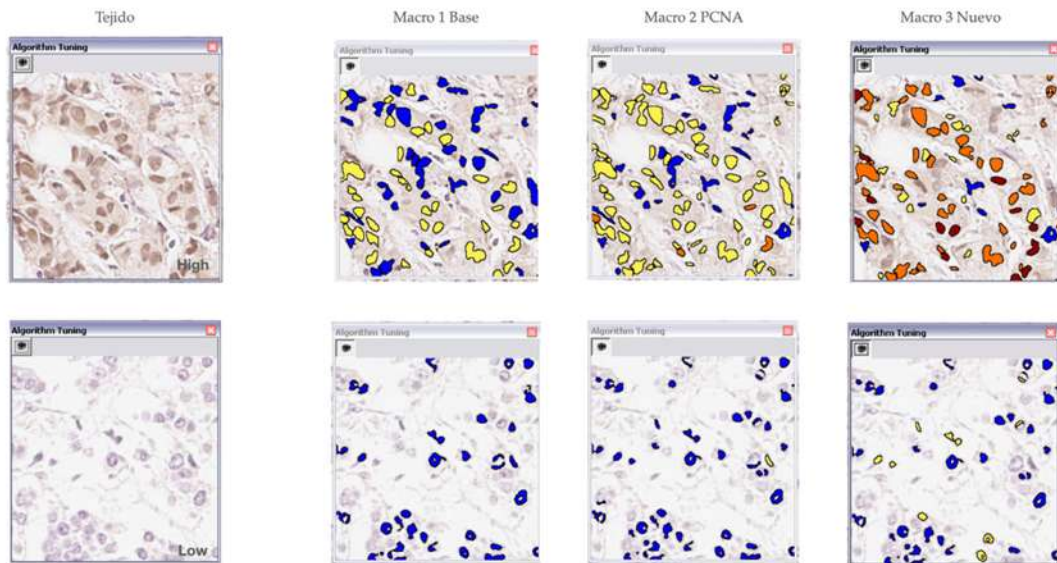 Tejido
Macro 1 Base
Macro 2 PCNA
Macro 3 Nuevo
Algorithm Tuning
Algorithm Tuning
Algorithm Tuning
Algorithm Tuning
High
Algorithm Tuning
Algorithm Tuning
Algorithm Tuning
Algorithm Tuning
Low